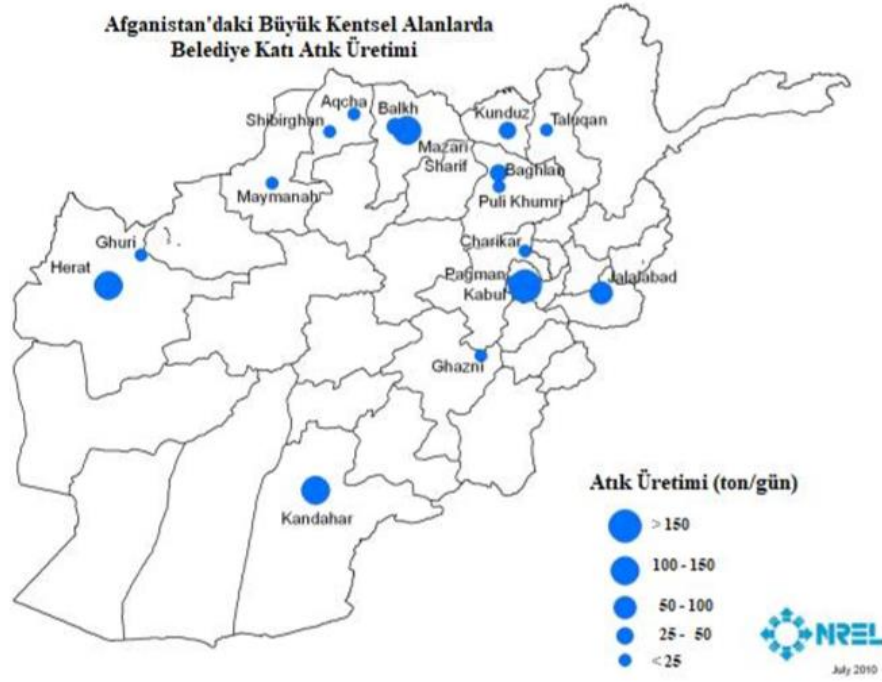 Afganistan'daki Büyük Kentsel Alanlarda
Belediye Katı Atık Üretimi
Aqcha
Balkh
Shibirghan
Kunduz
Taluqan
Mazari
Sharif
Baghlan
Maymanah
Puli Khumri
Ghuri
Charikar
Herat
Pagman
Jalalabad
Kabul
Ghazni
Kandahar
Atık Üretimi (ton/gün)
> 150
100 - 150
50 - 100
25 - 50
< 25
NREL
July 2010